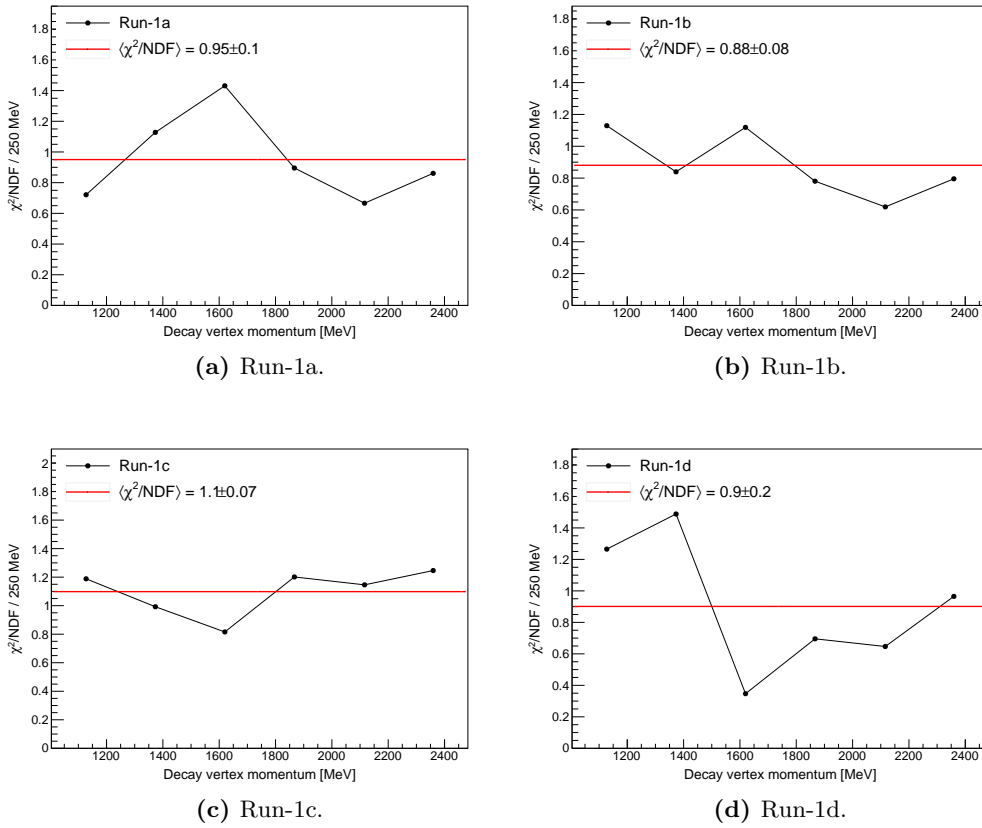 1.8
1.6
1.4
1.2
1
0.8
0.6
0.4
0.2
0
χ²/NDF / 250 MeV
Run-1a
⟨χ²/NDF⟩ = 0.95±0.1
1200 1400 1600 1800 2000 2200 2400
Decay vertex momentum [MeV]
(a) Run-1a.
1.8
1.6
1.4
1.2
1
0.8
0.6
0.4
0.2
0
χ²/NDF / 250 MeV
Run-1b
⟨χ²/NDF⟩ = 0.88±0.08
1200 1400 1600 1800 2000 2200 2400
Decay vertex momentum [MeV]
(b) Run-1b.
2
1.8
1.6
1.4
1.2
1
0.8
0.6
0.4
0.2
0
χ²/NDF / 250 MeV
Run-1c
⟨χ²/NDF⟩ = 1.1±0.07
1200 1400 1600 1800 2000 2200 2400
Decay vertex momentum [MeV]
(c) Run-1c.
1.8
1.6
1.4
1.2
1
0.8
0.6
0.4
0.2
0
χ²/NDF / 250 MeV
Run-1d
⟨χ²/NDF⟩ = 0.9±0.2
1200 1400 1600 1800 2000 2200 2400
Decay vertex momentum [MeV]
(d) Run-1d.